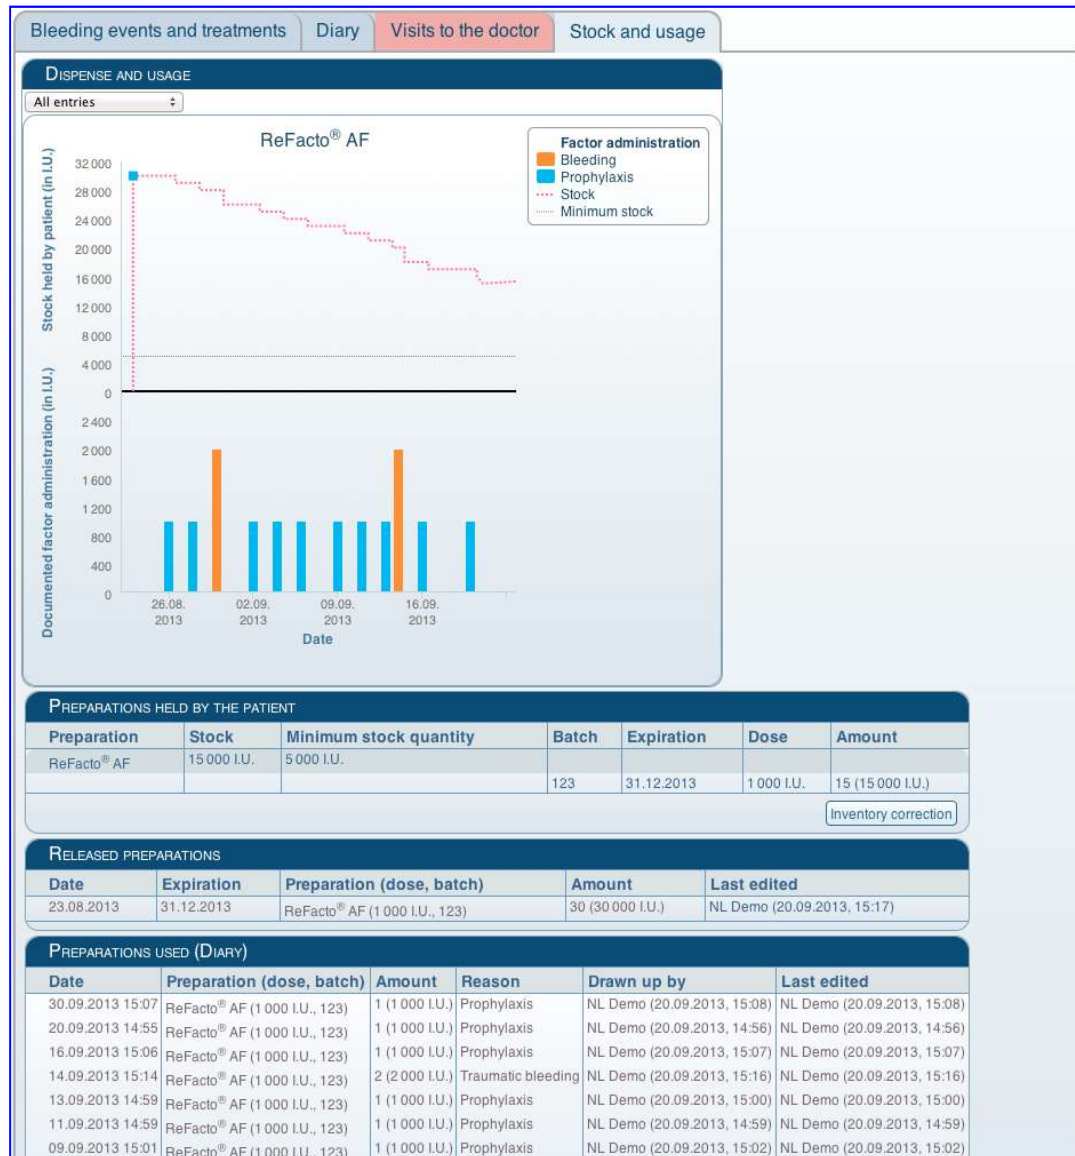 Bleeding events and treatments Diary Visits to the doctor Stock and usage
DISPENSE AND USAGE
All entries
ReFacto® AF
Factor administration
Bleeding
Prophylaxis
Stock
Minimum stock
Stock held by patient (in I.U.)
32 000
28 000
24 000
20 000
16 000
12 000
8 000
4 000
0
Documented factor administration (in I.U.)
2 400
2 000
1 600
1 200
800
400
0
26.08. 02.09. 09.09. 16.09.
2013 2013 2013 2013
Date
PREPARATIONS HELD BY THE PATIENT
Preparation Stock Minimum stock quantity Batch Expiration Dose Amount
ReFacto® AF 15 000 I.U. 5 000 I.U.
123 31.12.2013 1 000 I.U. 15 (15 000 I.U.)
Inventory correction
RELEASED PREPARATIONS
Date Expiration Preparation (dose, batch) Amount Last edited
23.08.2013 31.12.2013 ReFacto® AF (1 000 I.U., 123) 30 (30 000 I.U.) NL Demo (20.09.2013, 15:17)
PREPARATIONS USED (DIARY)
Date Preparation (dose, batch) Amount Reason Drawn up by Last edited
30.09.2013 15:07 ReFacto® AF (1 000 I.U., 123) 1 (1 000 I.U.) Prophylaxis NL Demo (20.09.2013, 15:08) NL Demo (20.09.2013, 15:08)
20.09.2013 14:55 ReFacto® AF (1 000 I.U., 123) 1 (1 000 I.U.) Prophylaxis NL Demo (20.09.2013, 14:56) NL Demo (20.09.2013, 14:56)
16.09.2013 15:06 ReFacto® AF (1 000 I.U., 123) 1 (1 000 I.U.) Prophylaxis NL Demo (20.09.2013, 15:07) NL Demo (20.09.2013, 15:07)
14.09.2013 15:14 ReFacto® AF (1 000 I.U., 123) 2 (2 000 I.U.) Traumatic bleeding NL Demo (20.09.2013, 15:16) NL Demo (20.09.2013, 15:16)
13.09.2013 14:59 ReFacto® AF (1 000 I.U., 123) 1 (1 000 I.U.) Prophylaxis NL Demo (20.09.2013, 15:00) NL Demo (20.09.2013, 15:00)
11.09.2013 14:59 ReFacto® AF (1 000 I.U., 123) 1 (1 000 I.U.) Prophylaxis NL Demo (20.09.2013, 14:59) NL Demo (20.09.2013, 14:59)
09.09.2013 15:01 ReFacto® AF (1 000 I.U., 123) 1 (1 000 I.U.) Prophylaxis NL Demo (20.09.2013, 15:02) NL Demo (20.09.2013, 15:02)